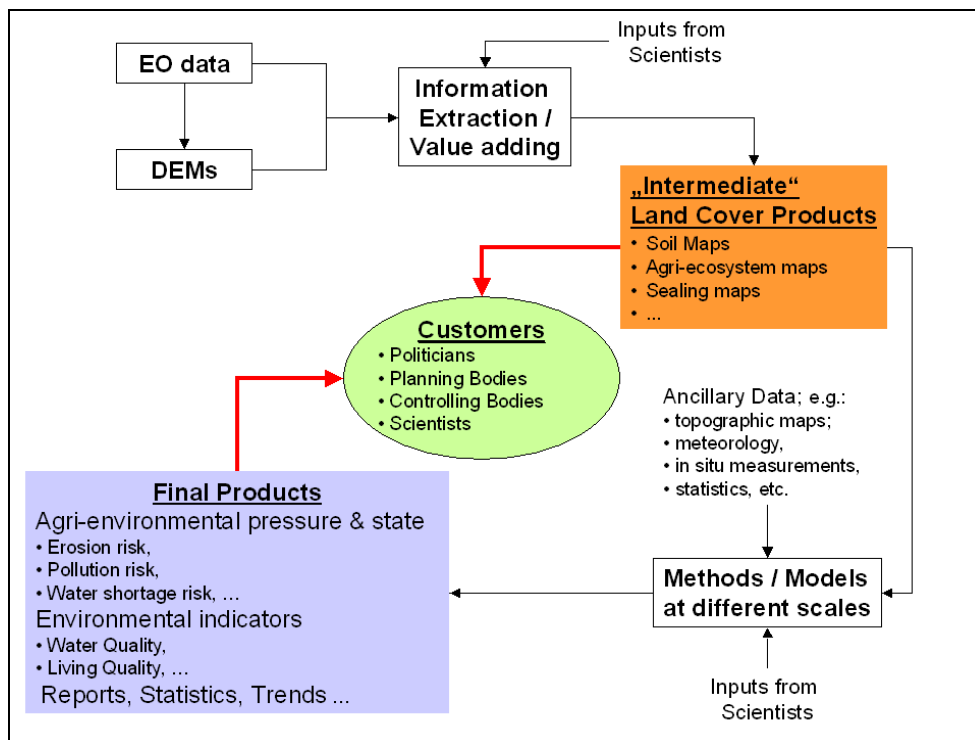 Inputs from
Scientists
EO data
DEMs
Information
Extraction /
Value adding
„Intermediate“
Land Cover Products
• Soil Maps
• Agri-ecosystem maps
• Sealing maps
• ...
Customers
• Politicians
• Planning Bodies
• Controlling Bodies
• Scientists
Ancillary Data; e.g.:
• topographic maps;
• meteorology,
• in situ measurements,
• statistics, etc.
Final Products
Agri-environmental pressure & state
• Erosion risk,
• Pollution risk,
• Water shortage risk, ...
Environmental indicators
• Water Quality,
• Living Quality, ...
Reports, Statistics, Trends ...
Methods / Models
at different scales
Inputs from
Scientists